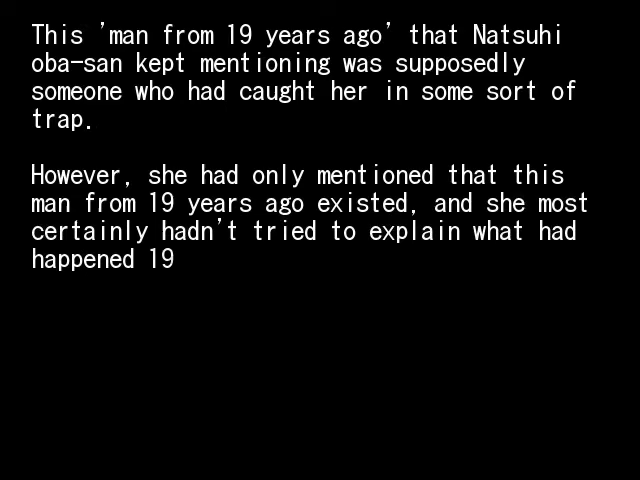 This 'man from 19 years ago' that Natsuhi
oba-san kept mentioning was supposedly
someone who had caught her in some sort of
trap.
However, she had only mentioned that this
man from 19 years ago existed, and she most
certainly hadn't tried to explain what had
happened 19